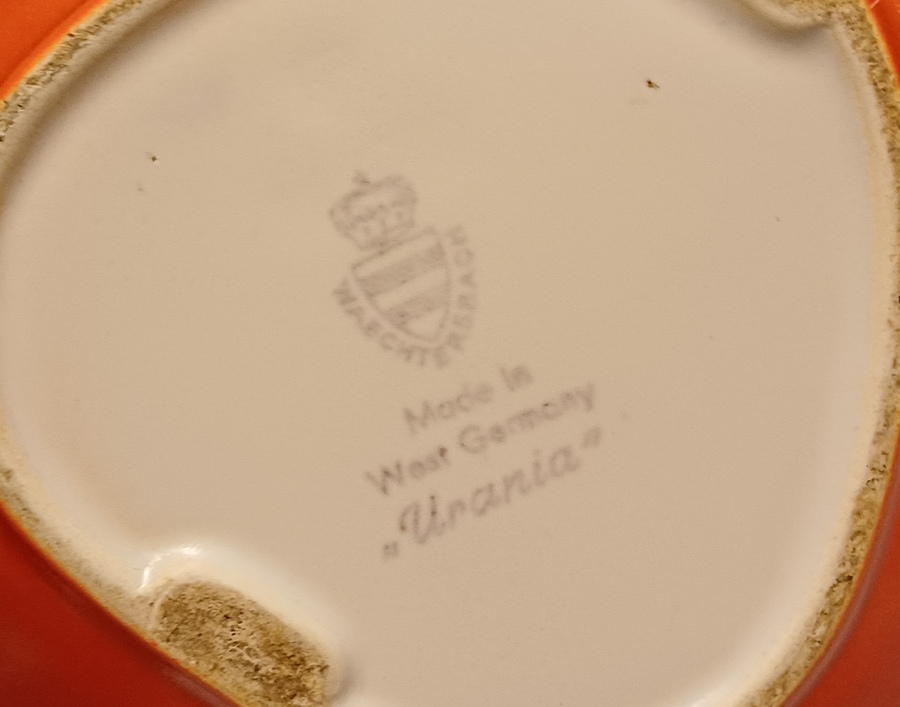 WAECHTERSBACH
Made in
West Germany
„Urania“